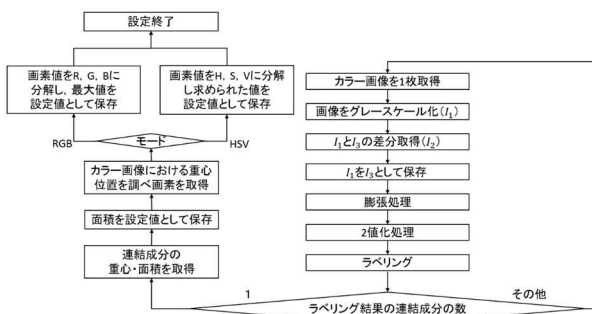 カラー画像を1枚取得
画像をグレースケール化(I₁)
I₁とI₃の差分取得(I₂)
I₁をI₃として保存
膨張処理
2値化処理
ラベリング
ラベリング結果の連結成分の数
その他
1
連結成分の
重心・面積を取得
面積を設定値として保存
カラー画像における重心
位置を調べ画素を取得
モード
RGB
HSV
画素値をR, G, Bに
分解し, 最大値を
設定値として保存
画素値をH, S, Vに分解
し求められた値を
設定値として保存
設定終了